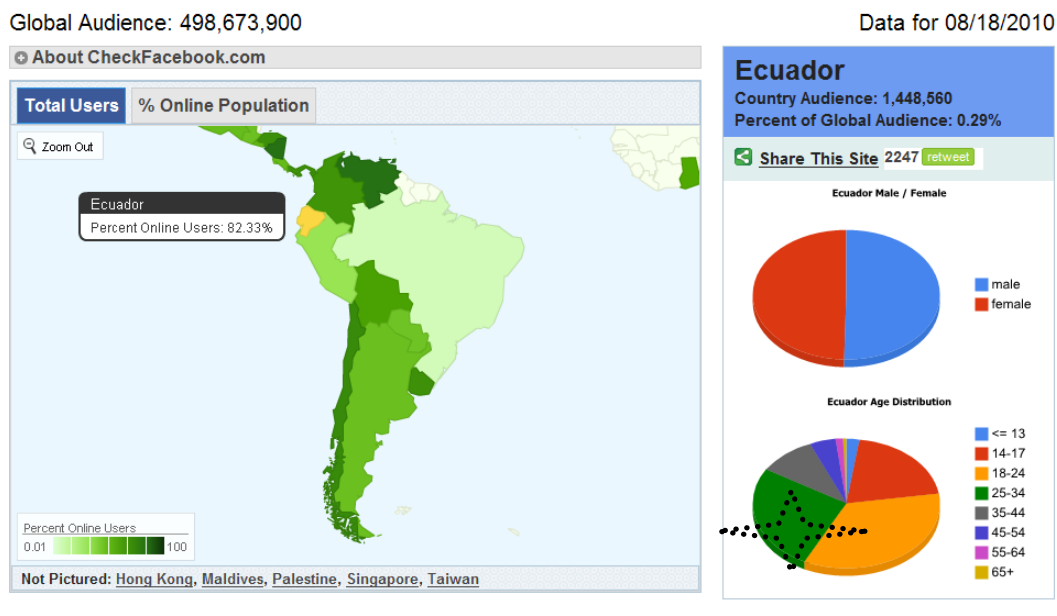 Global Audience: 498,673,900
Data for 08/18/2010
About CheckFacebook.com
Total Users
% Online Population
Zoom Out
Ecuador
Percent Online Users: 82.33%
Percent Online Users
0.01 100
Not Pictured: Hong Kong, Maldives, Palestine, Singapore, Taiwan
Ecuador
Country Audience: 1,448,560
Percent of Global Audience: 0.29%
Share This Site 2247 retweet
Ecuador Male / Female
male
female
Ecuador Age Distribution
<= 13
14-17
18-24
25-34
35-44
45-54
55-64
65+